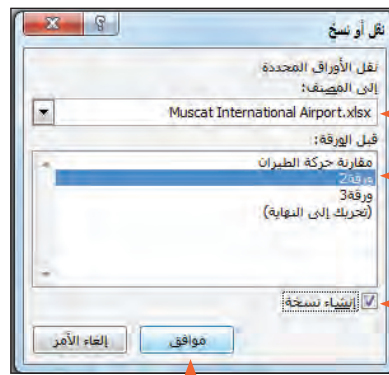 نقل أو نسخ
نقل الأوراق المحددة
إلى المصنف:
Muscat International Airport.xlsx
قبل الورقة:
مقارنة حركة الطيران
ورقة2
ورقة3
(تحريك إلى النهاية)
إنشاء نسخة
موافق
إلغاء الأمر